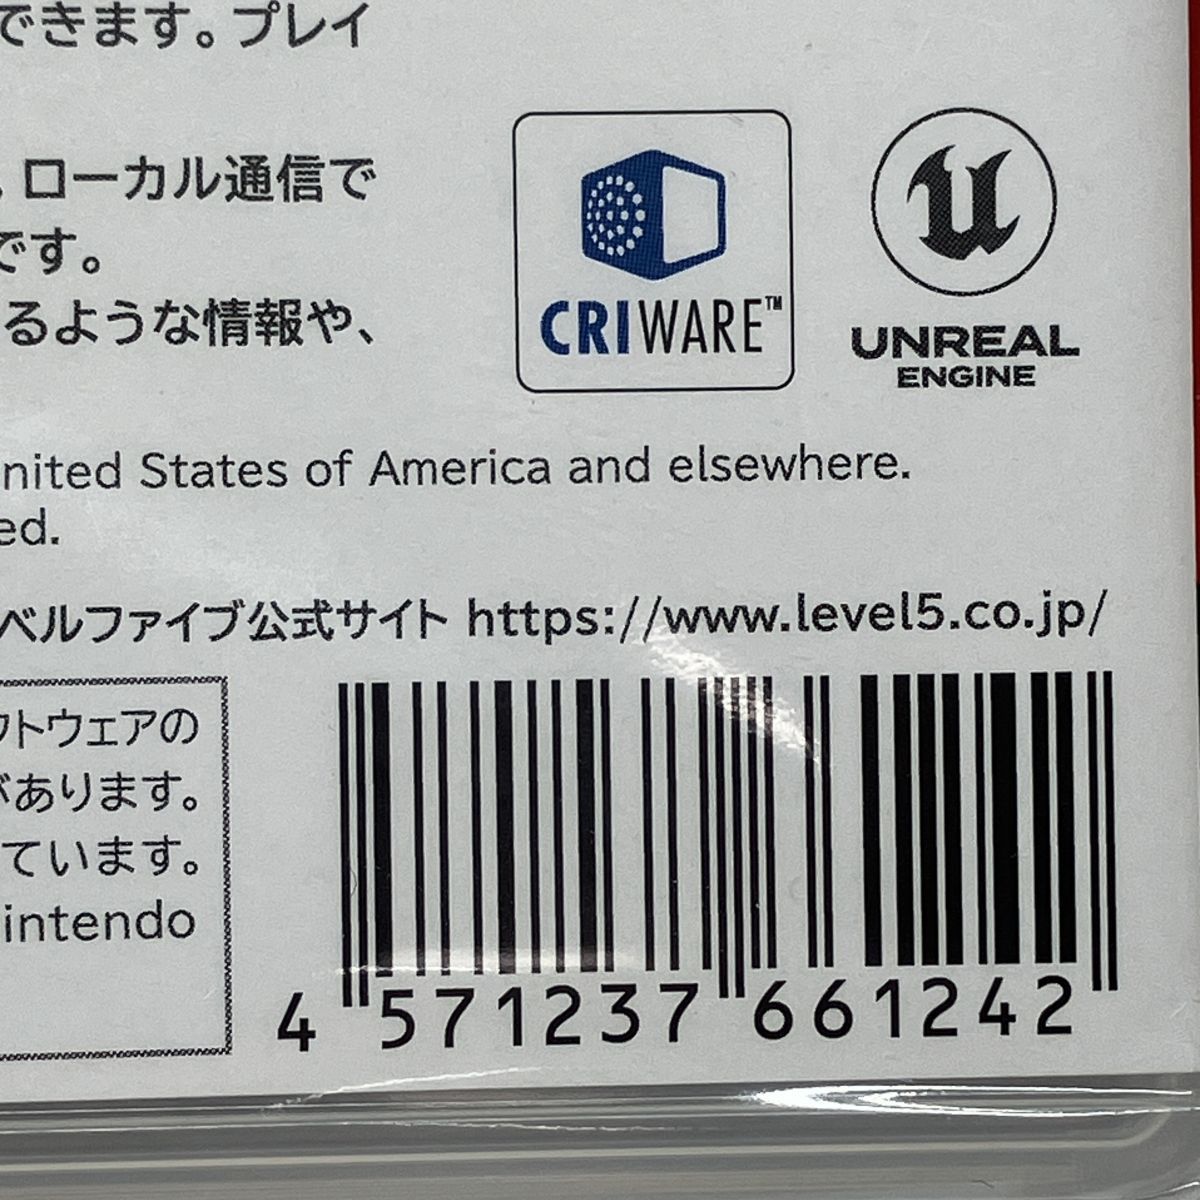 できます。プレイ
ローカル通信で
です。
るような情報や、
CRIWARE™
UNREAL
ENGINE
United States of America and elsewhere.
ed.
ベルファイブ公式サイト https://www.level5.co.jp/
クトウェアの
があります。
ています。
intendo
4 571237 661242